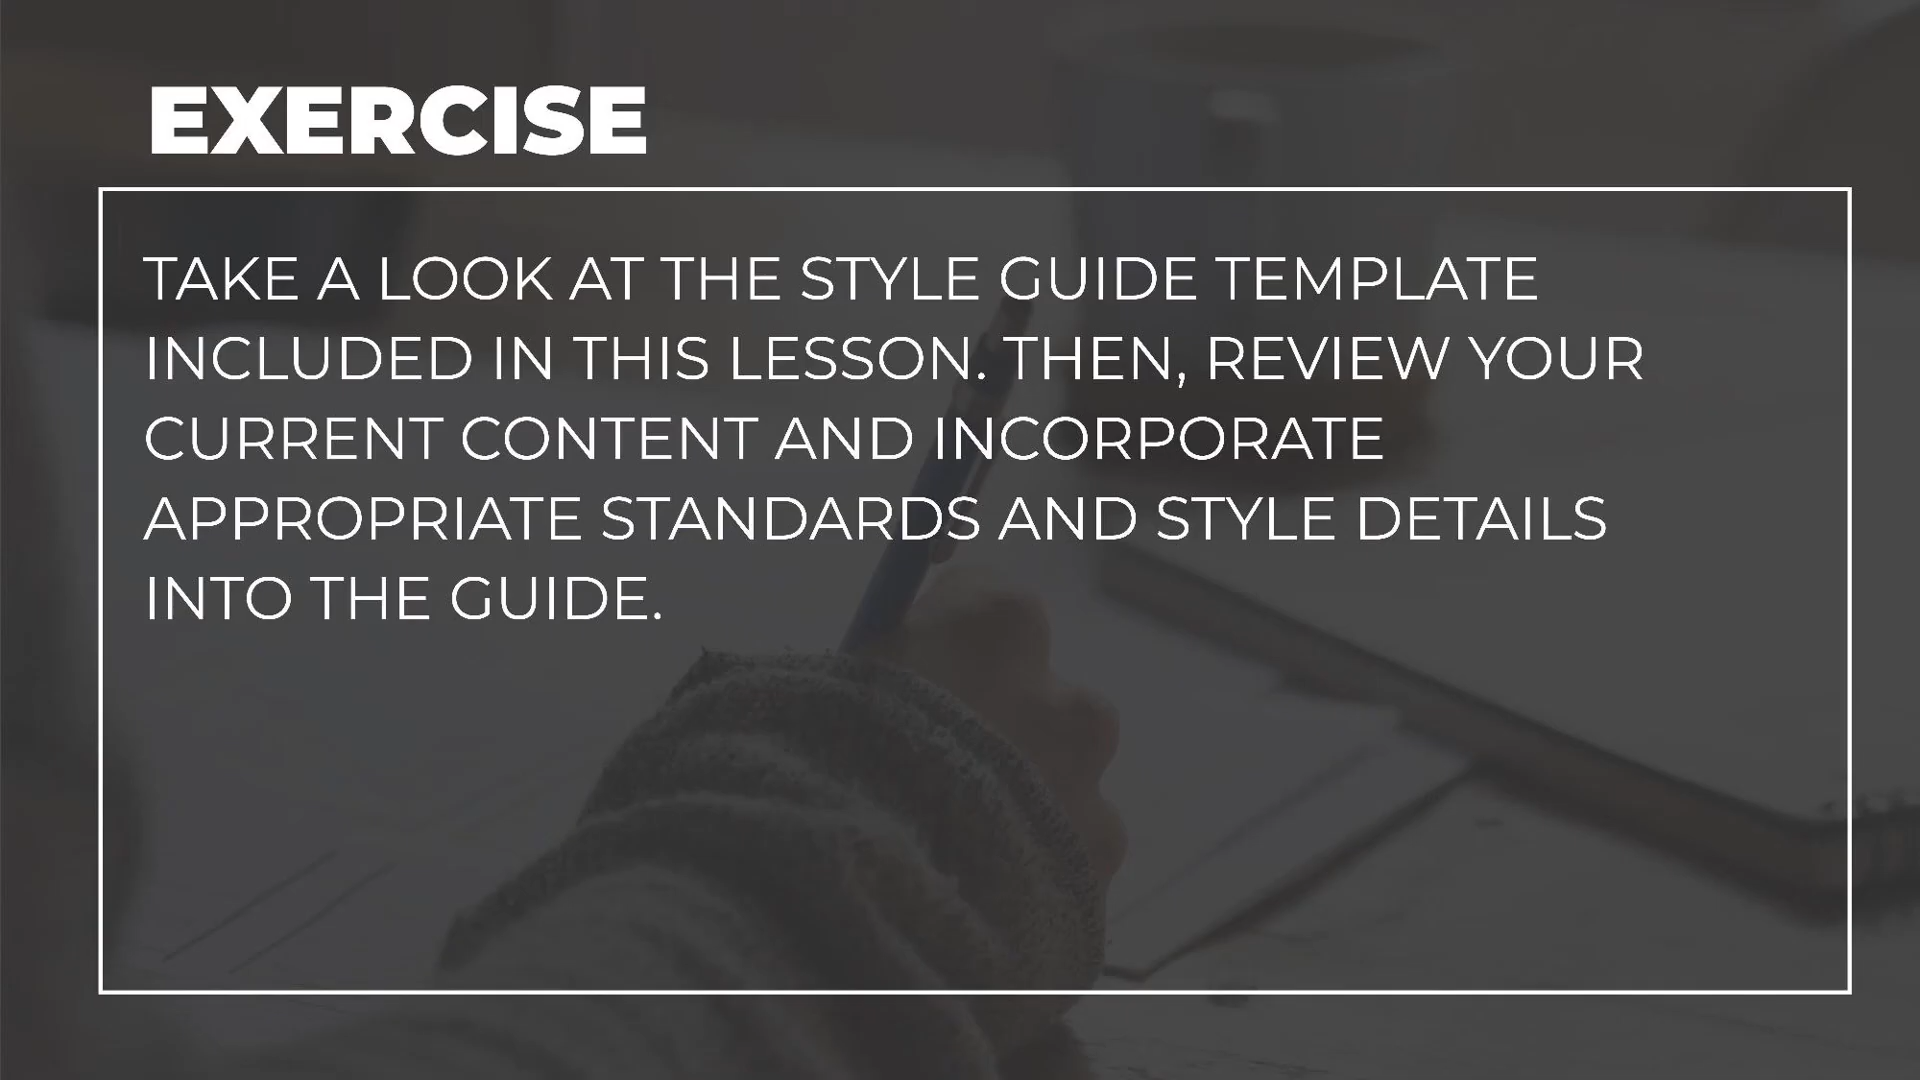 EXERCISE
TAKE A LOOK AT THE STYLE GUIDE TEMPLATE
INCLUDED IN THIS LESSON. THEN, REVIEW YOUR
CURRENT CONTENT AND INCORPORATE
APPROPRIATE STANDARDS AND STYLE DETAILS
INTO THE GUIDE.